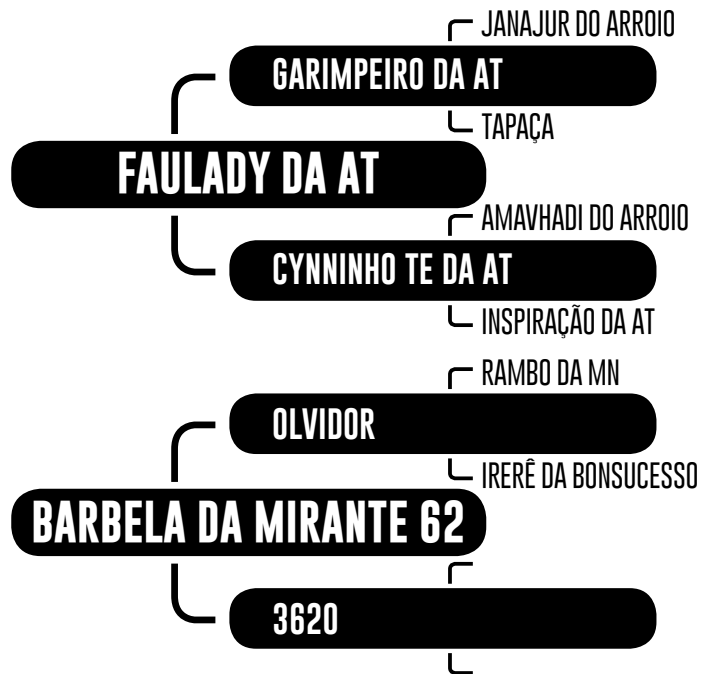 JANAJUR DO ARROIO
GARIMPEIRO DA AT
TAPAÇA
FAULADY DA AT
AMAVHADI DO ARROIO
CYNNINHO TE DA AT
INSPIRAÇÃO DA AT
RAMBO DA MN
OLVIDOR
IRERÊ DA BONSUCESSO
BARBELA DA MIRANTE 62
3620